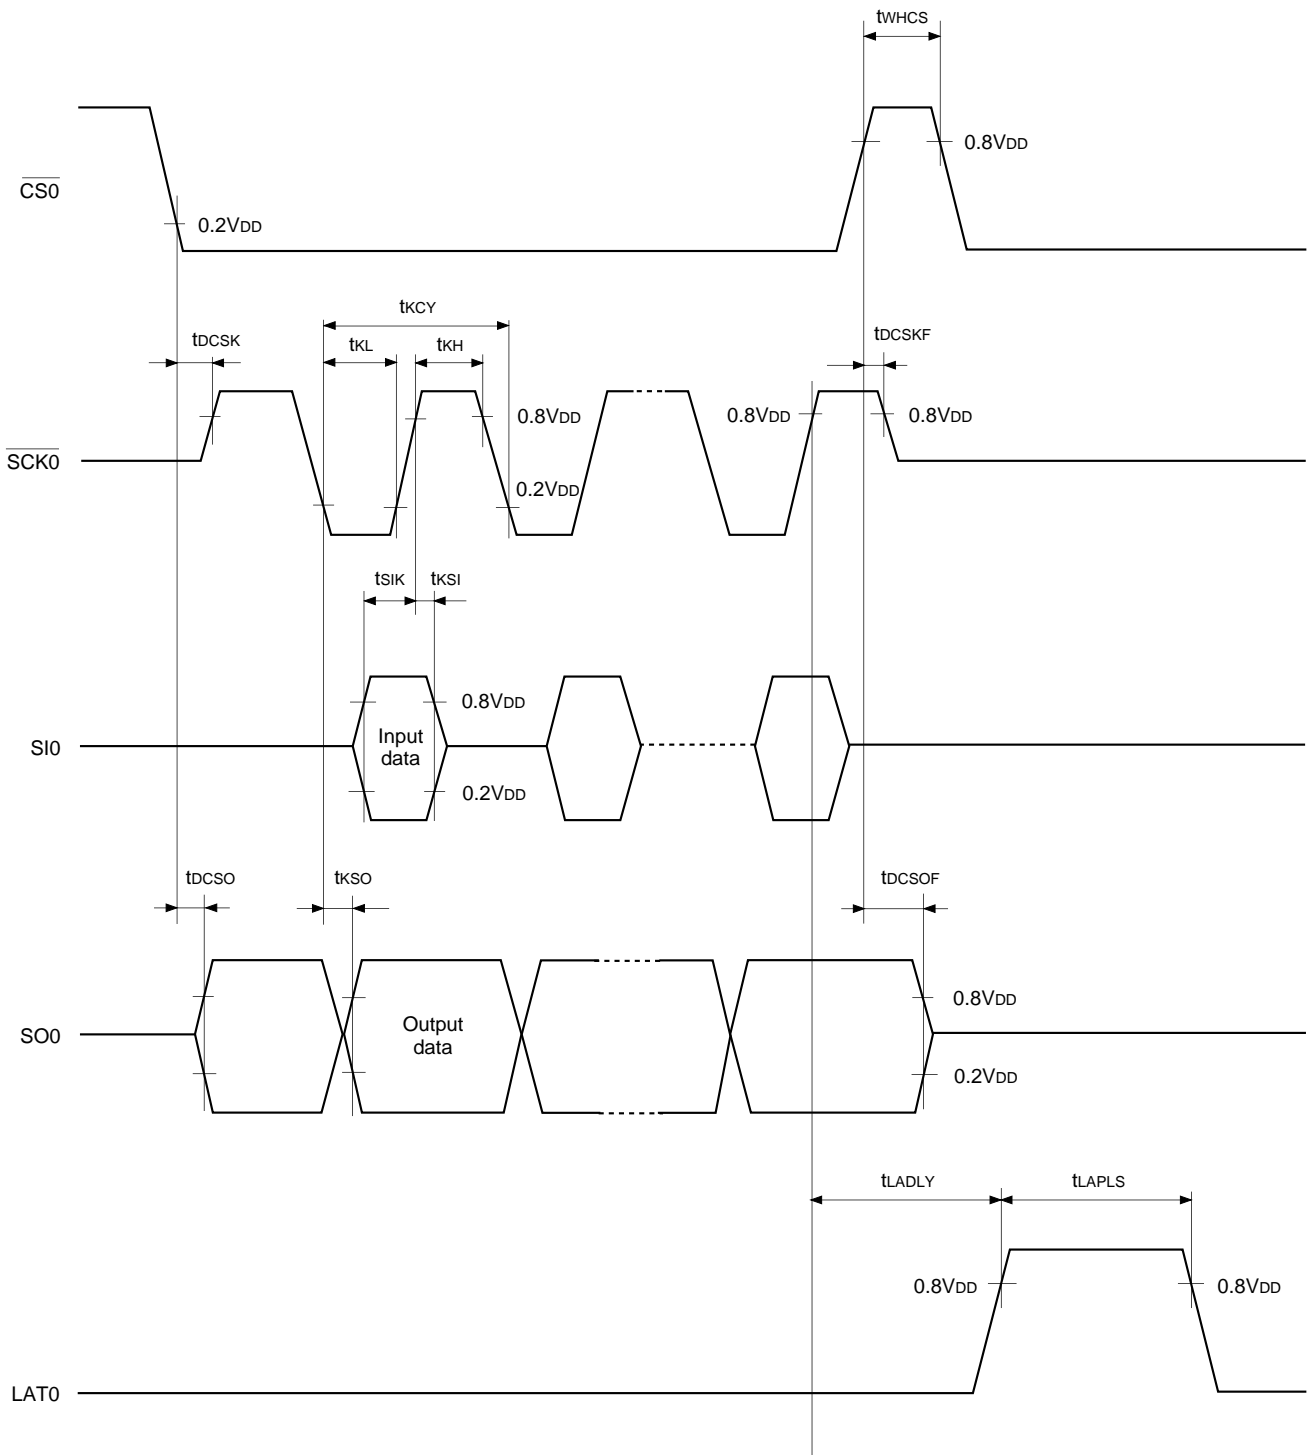 tWHCS
0.8VDD
CS0
0.2VDD
tKCY
tDCSK
tKL
tKH
tDCSKF
0.8VDD
0.8VDD
0.8VDD
SCK0
0.2VDD
tSIK
tKSI
0.8VDD
Input
data
SI0
0.2VDD
tDCSO
tKSO
tDCSOF
0.8VDD
Output
data
SO0
0.2VDD
tLADLY
tLAPLS
0.8VDD
0.8VDD
LAT0